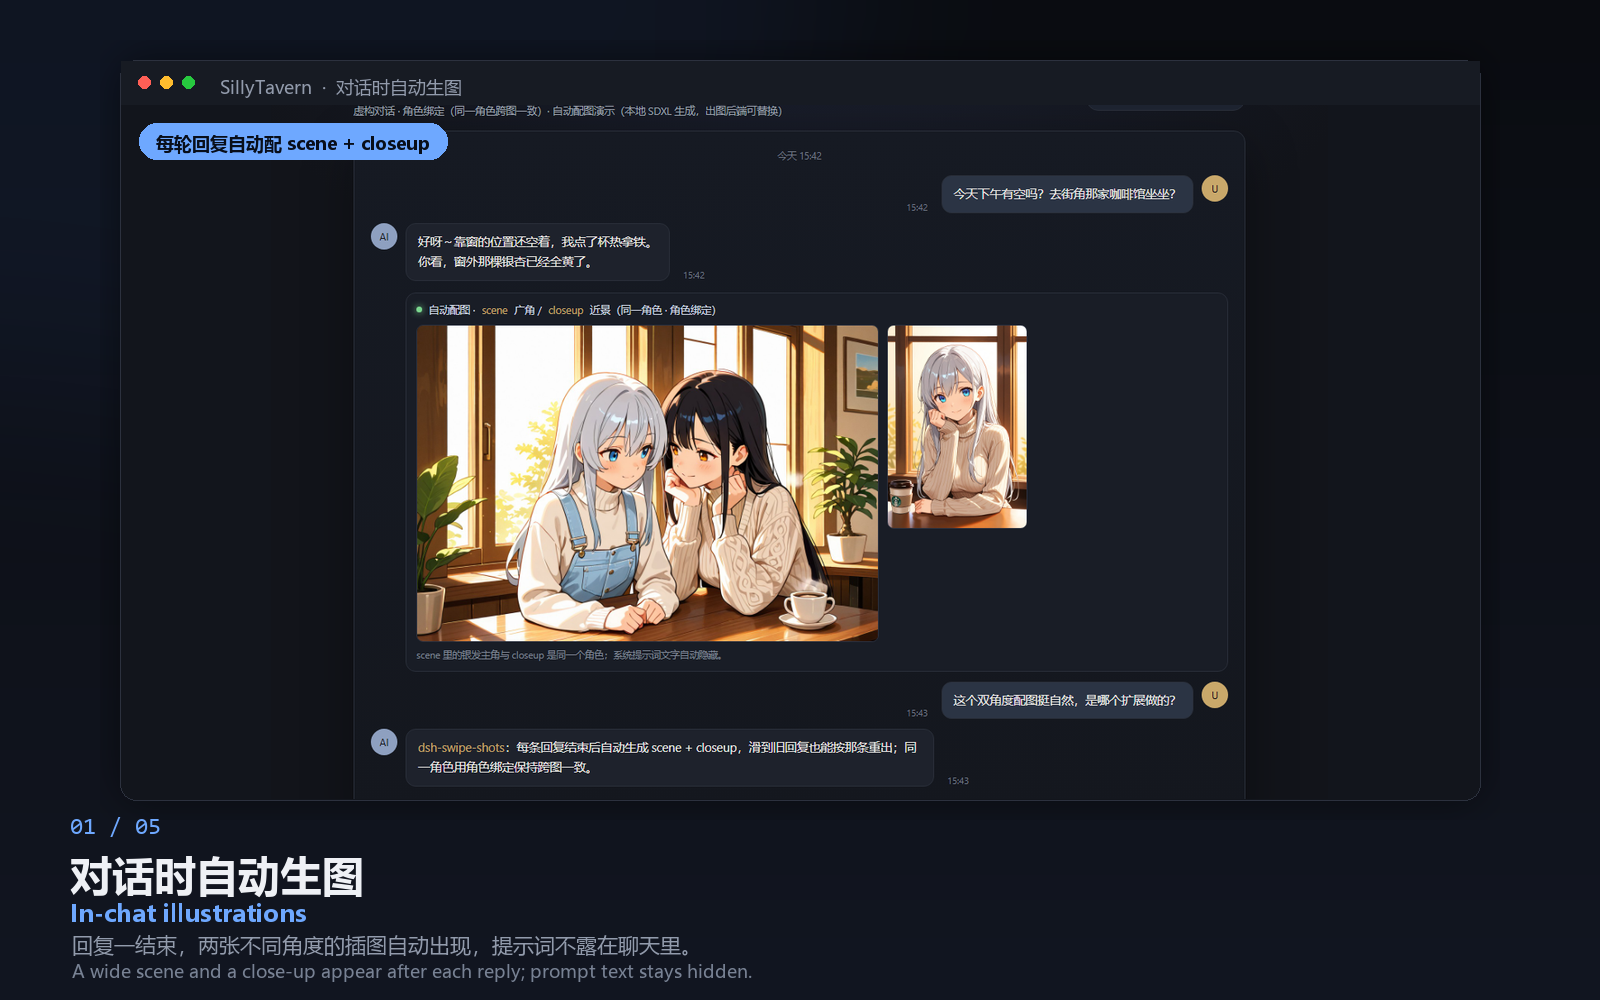 SillyTavern · 对话时自动生图
虚构对话 · 角色绑定（同一角色跨图一致）· 自动配图演示（本地 SDXL 生成，出图后端可替换）
每轮回复自动配 scene + closeup
今天 15:42
今天下午有空吗？去街角那家咖啡馆坐坐？
U
15:42
AI
好呀～靠窗的位置还空着，我点了杯热拿铁。
你看，窗外那棵银杏已经全黄了。
15:42
自动配图 · scene 广角 / closeup 近景（同一角色 · 角色绑定）
scene 里的银发主角与 closeup 是同一个角色；系统提示词文字自动隐藏。
这个双角度配图挺自然，是哪个扩展做的？
U
15:43
AI
dsh-swipe-shots：每条回复结束后自动生成 scene + closeup，滑到旧回复也能按那条重出；同
一角色用角色绑定保持跨图一致。
15:43
01 / 05
对话时自动生图
In-chat illustrations
回复一结束，两张不同角度的插图自动出现，提示词不露在聊天里。
A wide scene and a close-up appear after each reply; prompt text stays hidden.